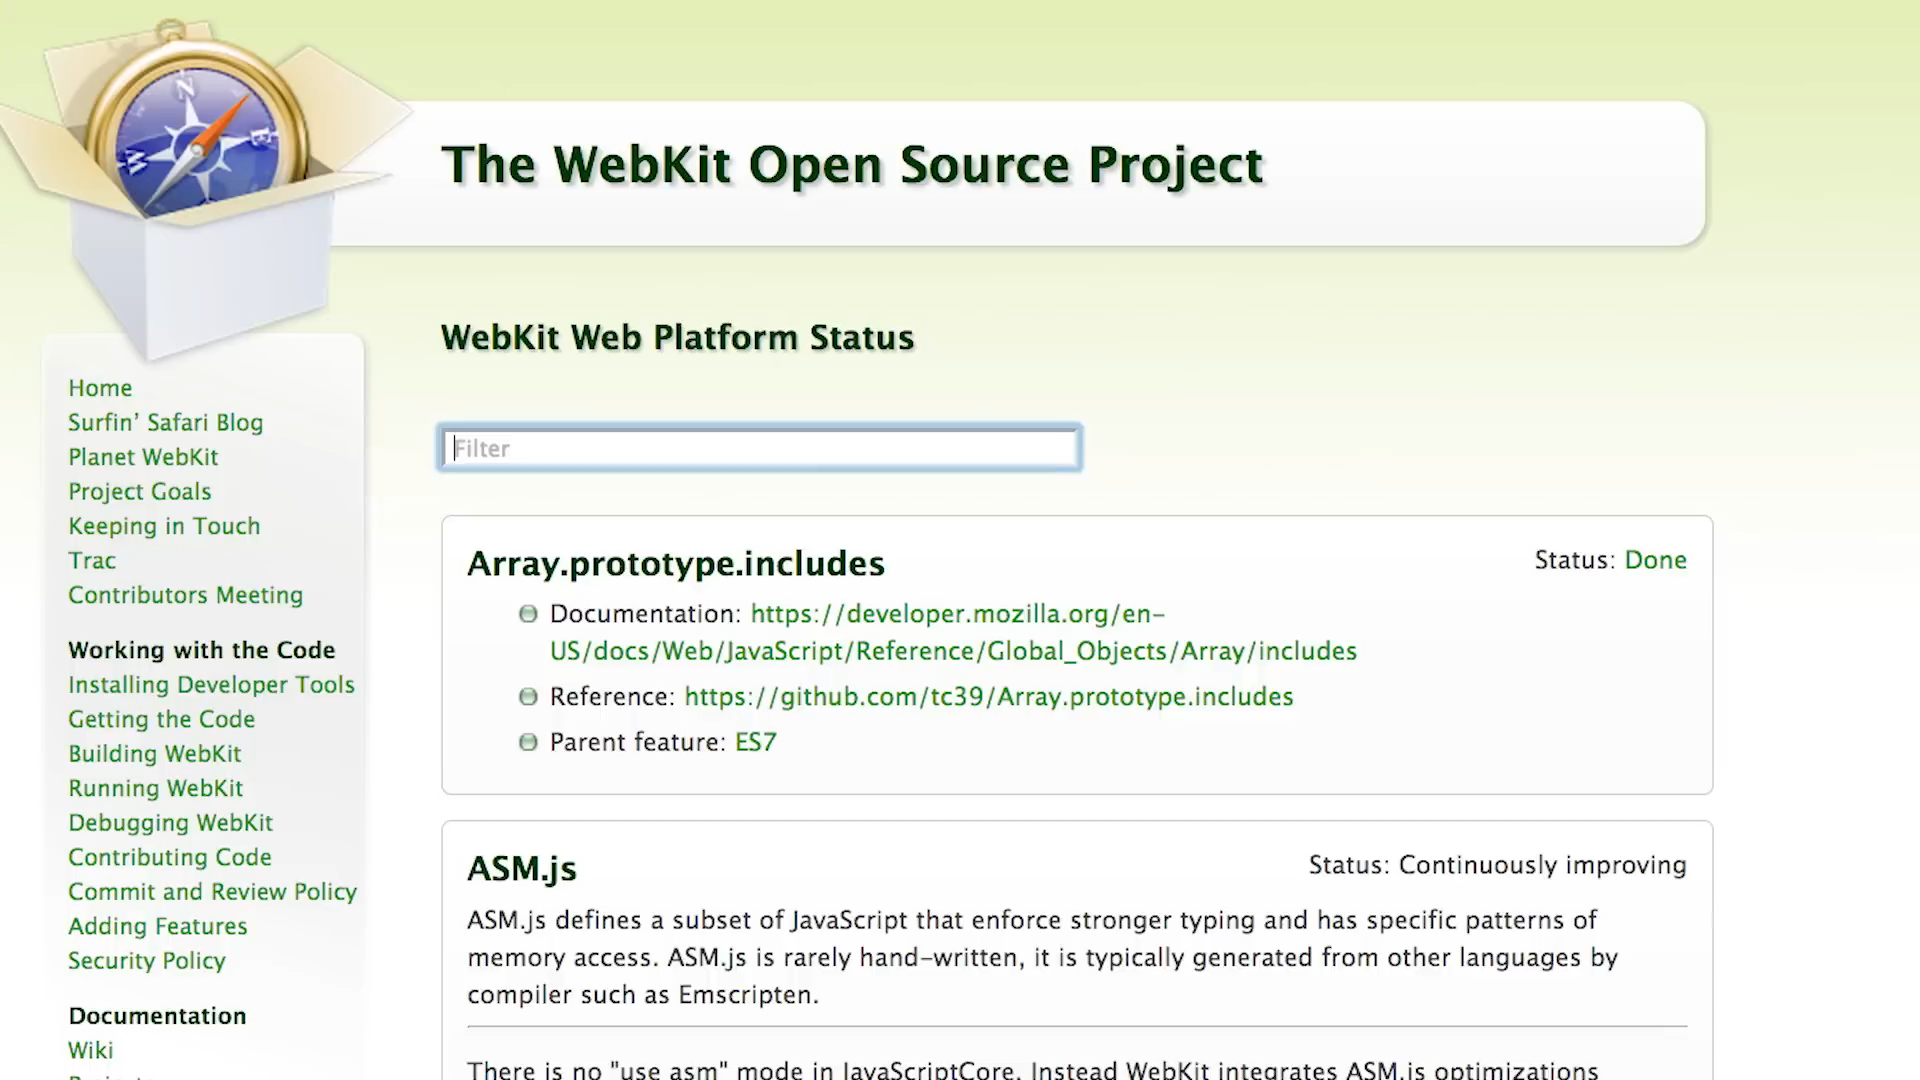 N
E
W
The WebKit Open Source Project
WebKit Web Platform Status
Filter
Home
Surfin’ Safari Blog
Planet WebKit
Project Goals
Keeping in Touch
Trac
Contributors Meeting
Working with the Code
Installing Developer Tools
Getting the Code
Building WebKit
Running WebKit
Debugging WebKit
Contributing Code
Commit and Review Policy
Adding Features
Security Policy
Documentation
Wiki
Projects
Array.prototype.includes
Status: Done
Documentation: https://developer.mozilla.org/en-
US/docs/Web/JavaScript/Reference/Global_Objects/Array/includes
Reference: https://github.com/tc39/Array.prototype.includes
Parent feature: ES7
ASM.js
Status: Continuously improving
ASM.js defines a subset of JavaScript that enforce stronger typing and has specific patterns of
memory access. ASM.js is rarely hand-written, it is typically generated from other languages by
compiler such as Emscripten.
There is no "use asm" mode in JavaScriptCore. Instead WebKit integrates ASM.js optimizations